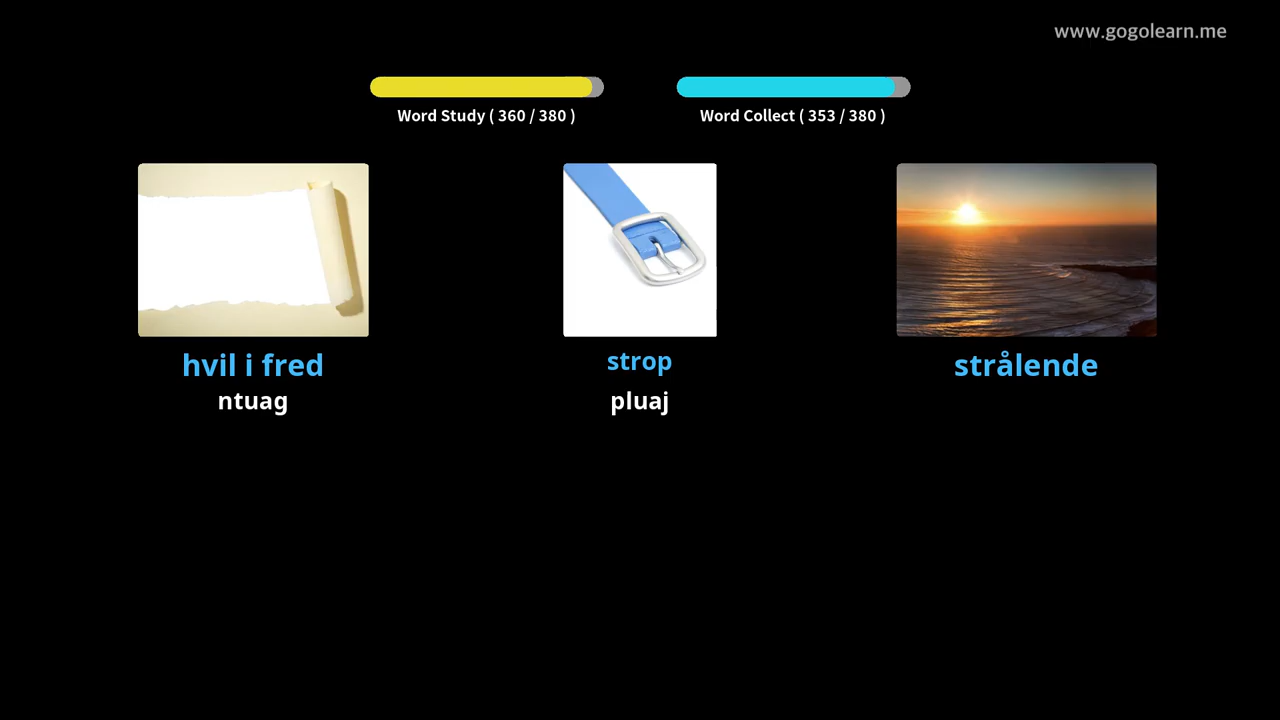 www.gogolearn.me
Word Study ( 360 / 380 )
Word Collect ( 353 / 380 )
hvil i fred
strop
strålende
ntuag
pluaj